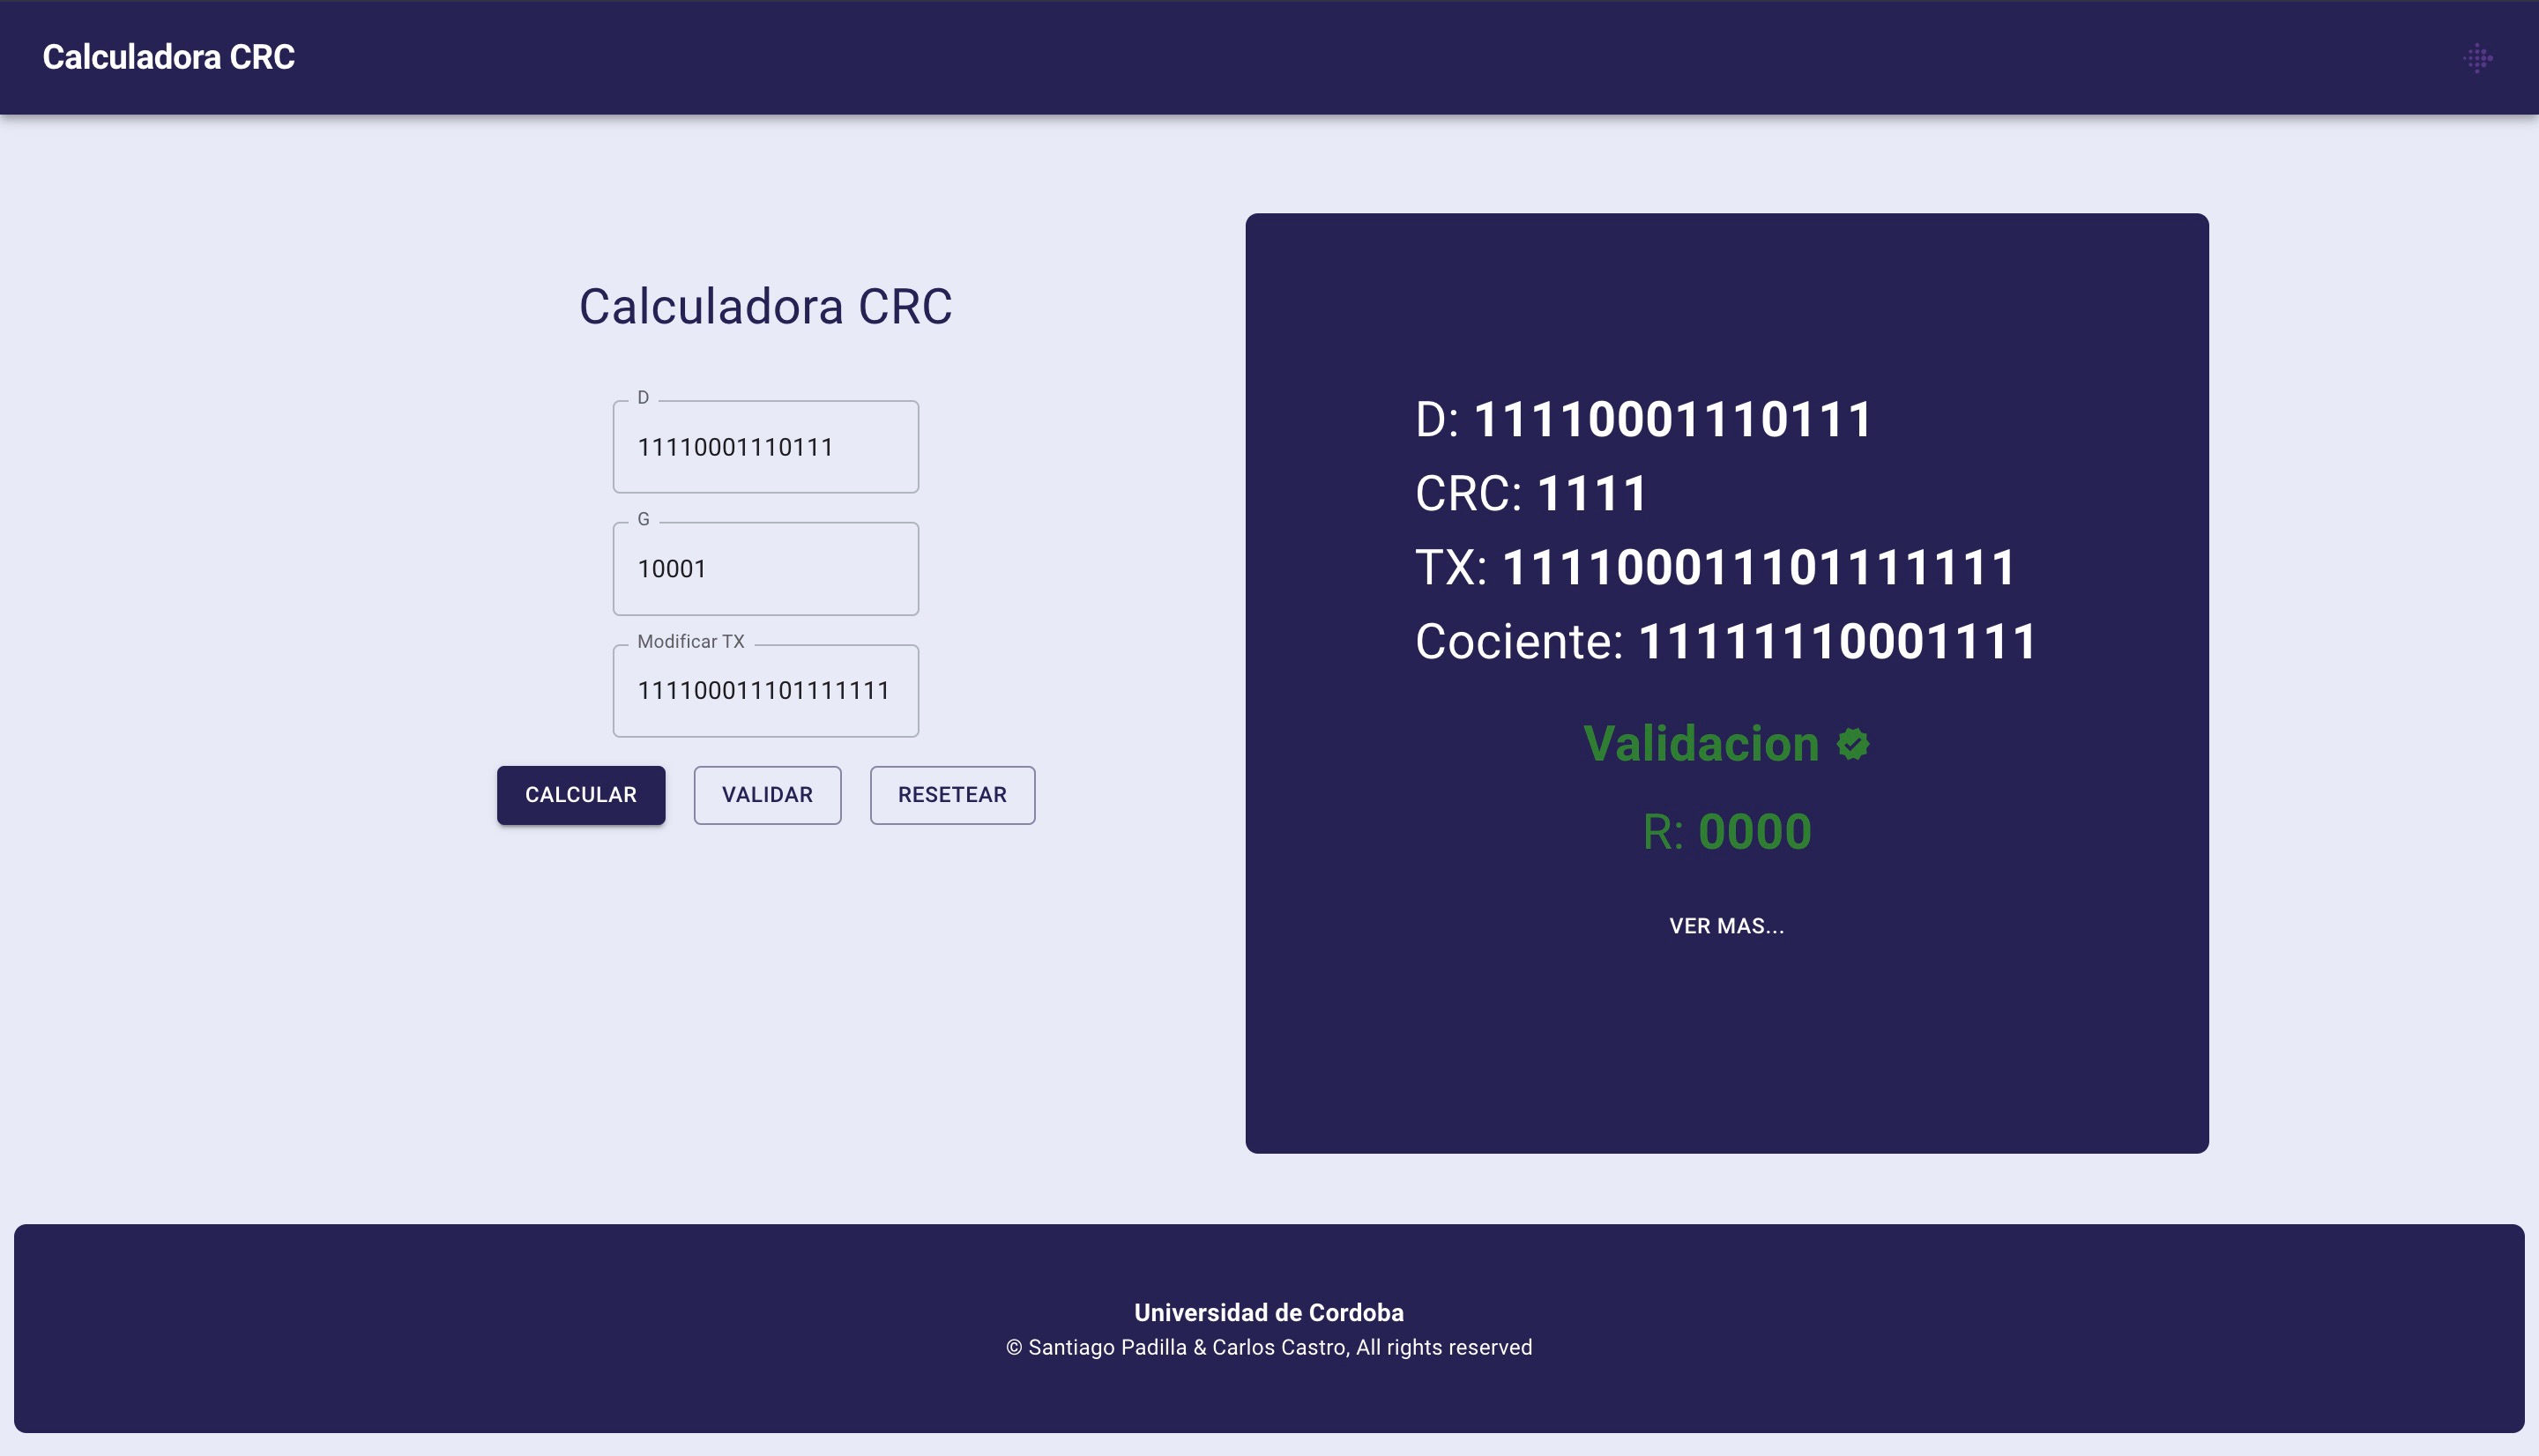 Calculadora CRC
Calculadora CRC
D
11110001110111
G
10001
Modificar TX
111100011101111111
CALCULAR
VALIDAR
RESETEAR
D: 11110001110111
CRC: 1111
TX: 111100011101111111
Cociente: 11111110001111
Validacion
R: 0000
VER MAS...
Universidad de Cordoba
© Santiago Padilla & Carlos Castro, All rights reserved